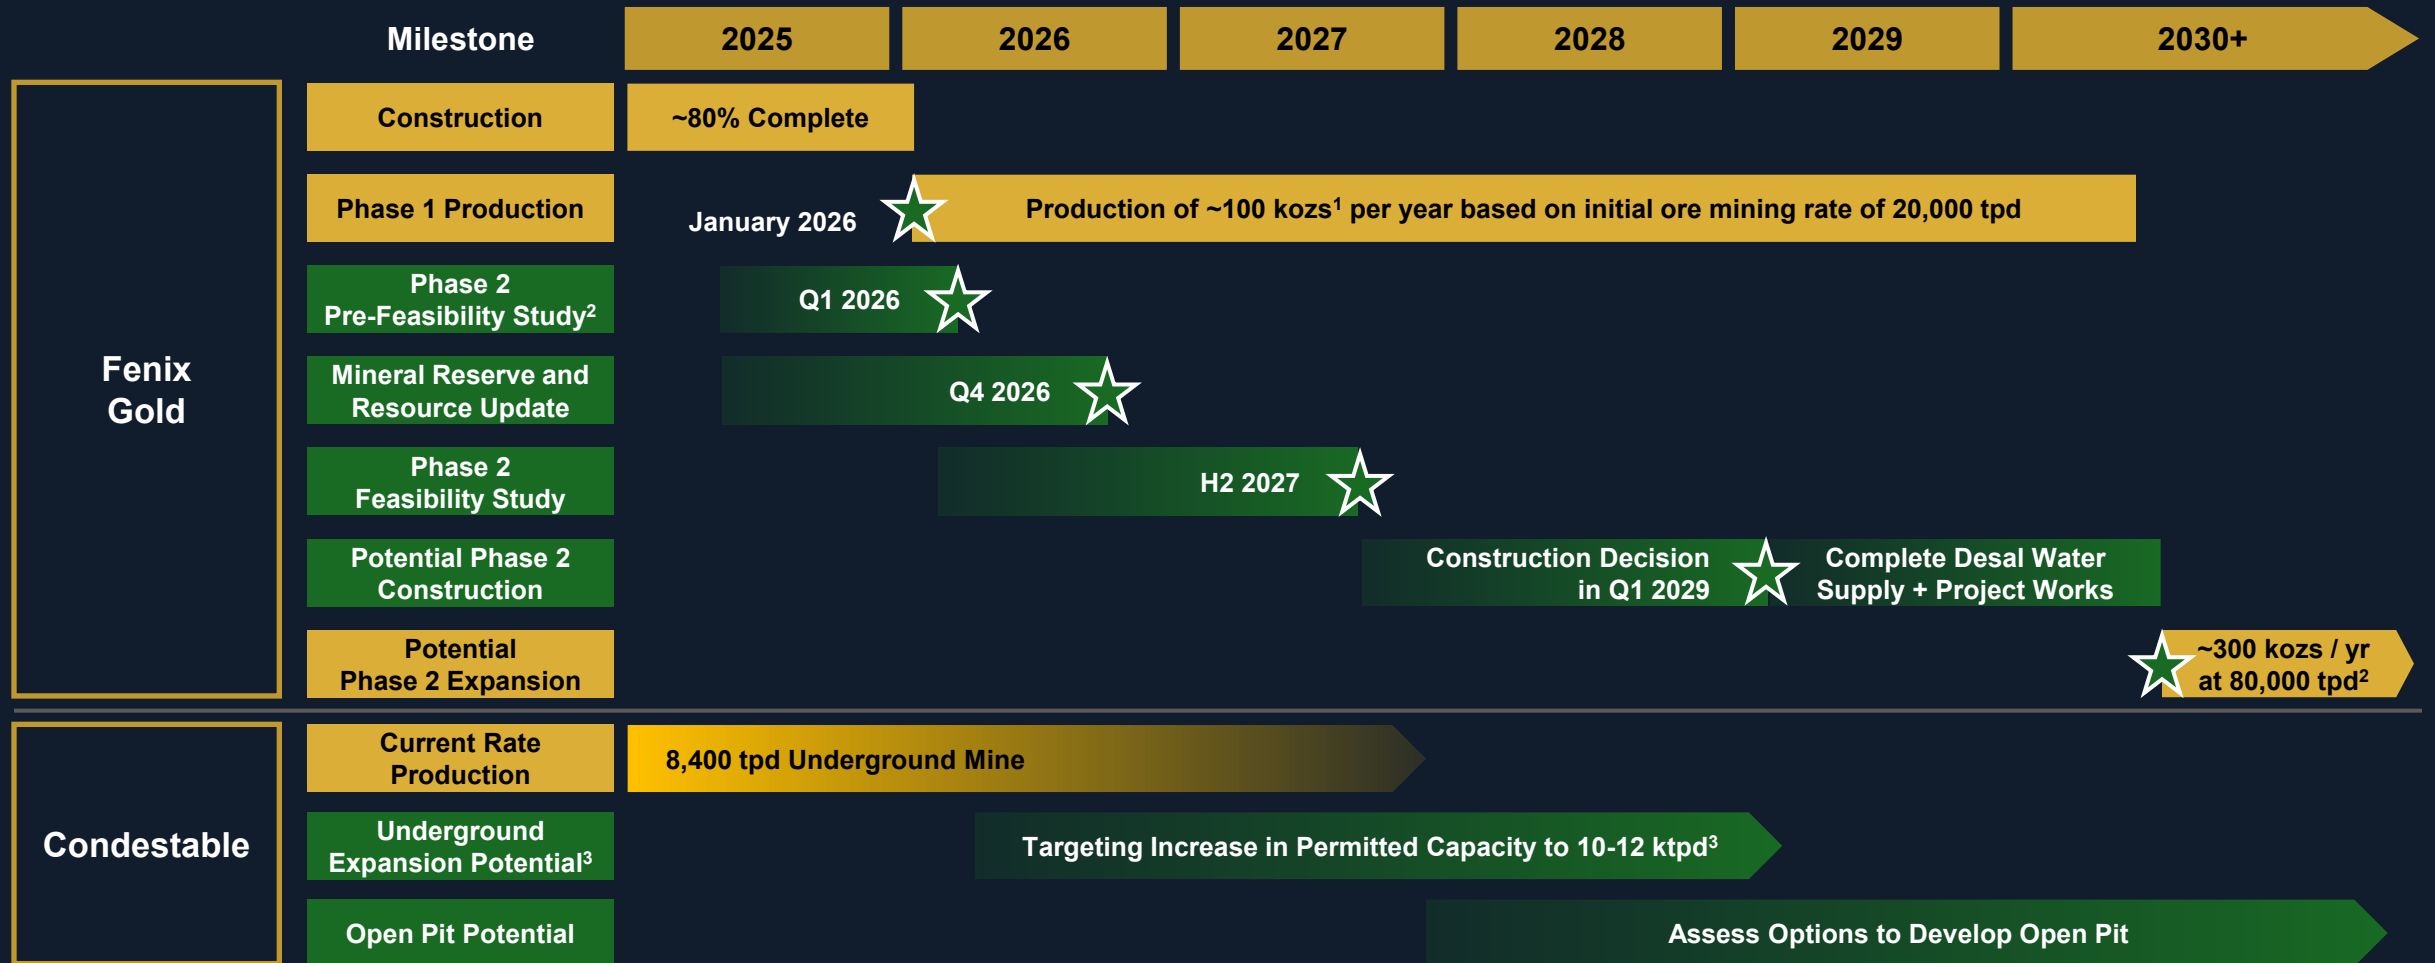 Milestone
2025
2026
2027
2028
2029
2030+
Fenix
Gold
Construction
~80% Complete
Phase 1 Production
January 2026
Production of ~100 kozs¹ per year based on initial ore mining rate of 20,000 tpd
Phase 2
Pre-Feasibility Study²
Q1 2026
Mineral Reserve and
Resource Update
Q4 2026
Phase 2
Feasibility Study
H2 2027
Potential Phase 2
Construction
Construction Decision
in Q1 2029
Complete Desal Water
Supply + Project Works
Potential
Phase 2 Expansion
~300 kozs / yr
at 80,000 tpd²
Condestable
Current Rate
Production
8,400 tpd Underground Mine
Underground
Expansion Potential³
Targeting Increase in Permitted Capacity to 10-12 ktpd³
Open Pit Potential
Assess Options to Develop Open Pit